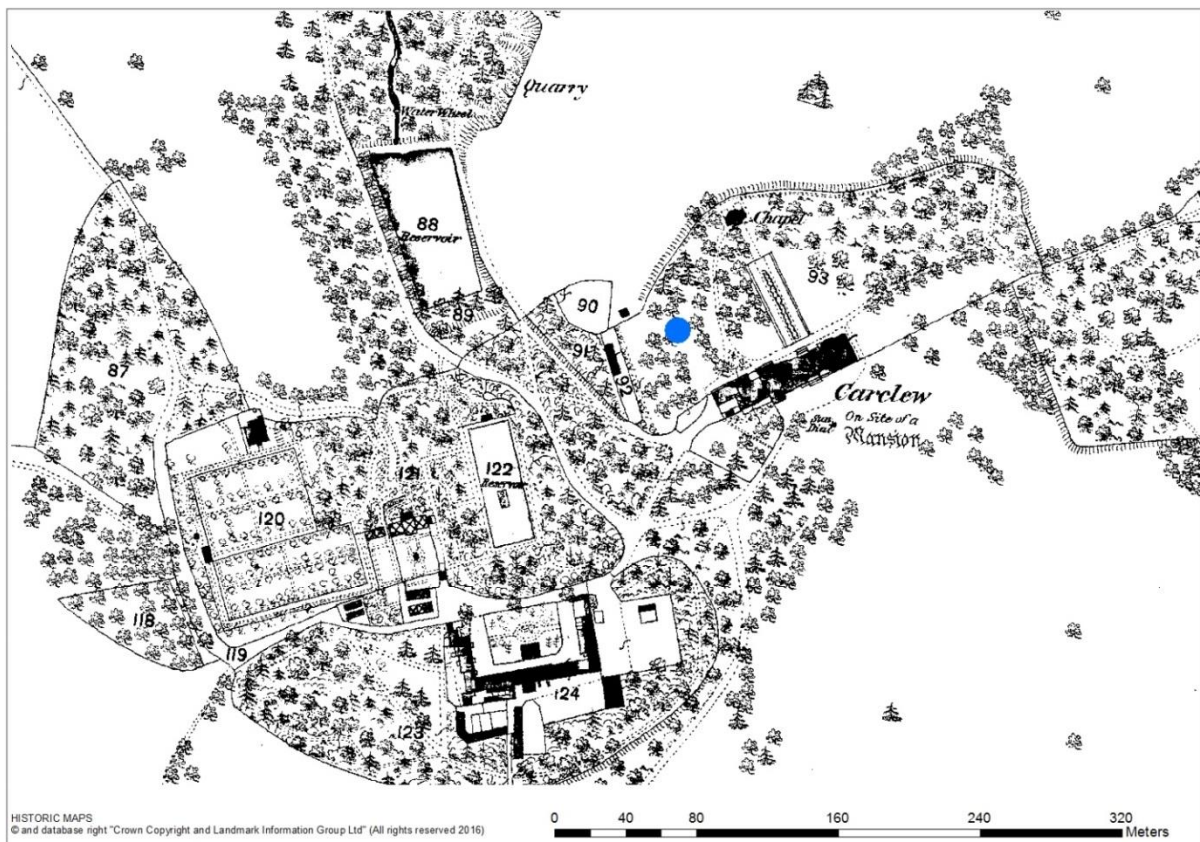 Quarry
Water Wheel
88
Reservoir
Chapel
93
90
89
91
92
87
Carclew
On Site of a
Mansion
Sun Dial
121
122
Reservoir
120
118
119
124
123
HISTORIC MAPS
© and database right "Crown Copyright and Landmark Information Group Ltd" (All rights reserved 2016)
0 40 80 160 240 320
Meters